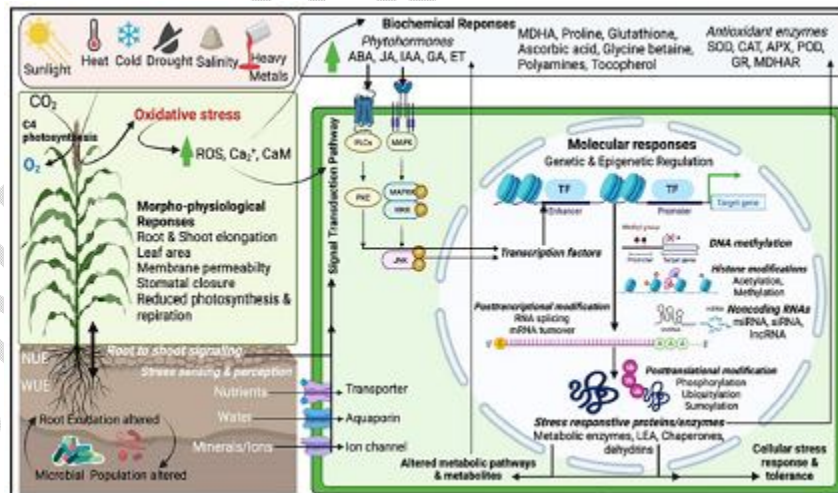 Sunlight
Heat
Cold
Drought
Salinity
Heavy
Metals
Biochemical Reponses
Phytohormones
ABA, JA, IAA, GA, ET
MDHA, Proline, Glutathione,
Ascorbic acid, Glycine betaine,
Polyamines, Tocopherol
Antioxidant enzymes
SOD, CAT, APX, POD,
GR, MDHAR
CO2
C4
photosynthesis
O2
Oxidative stress
ROS, Ca2+, CaM
Morpho-physiological
Reponses
Root & Shoot elongation
Leaf area
Membrane permeabilty
Stomatal closure
Reduced photosynthesis &
repiration
Signal Transduction Pathway
PLCs
MAPK
PKE
JNK
Molecular responses
Genetic & Epigenetic Regulation
TF
TF
Enhancer
Promoter
Target gene
Transcription factors
DNA methylation
Methyl group
Promoter
Target gene
Histone modifications
Acetylation,
Methylation
Noncoding RNAs
miRNA, siRNA,
lncRNA
Posttranscriptional modification
RNA splicing
mRNA turnover
A A A
Posttranslational modification
Phosphorylation
Ubiquitylation
Sumoylation
Stress responsive proteins/enzymes
Metabolic enzymes, LEA, Chaperones,
dehydrins
NUE
WUE
Root to shoot signaling
Stress sensing & perception
Nutrients
Transporter
Water
Aquaporin
Minerals/Ions
Ion channel
Root Exudation altered
Microbial Population altered
Altered metabolic pathways
& metabolites
Cellular stress
response &
tolerance